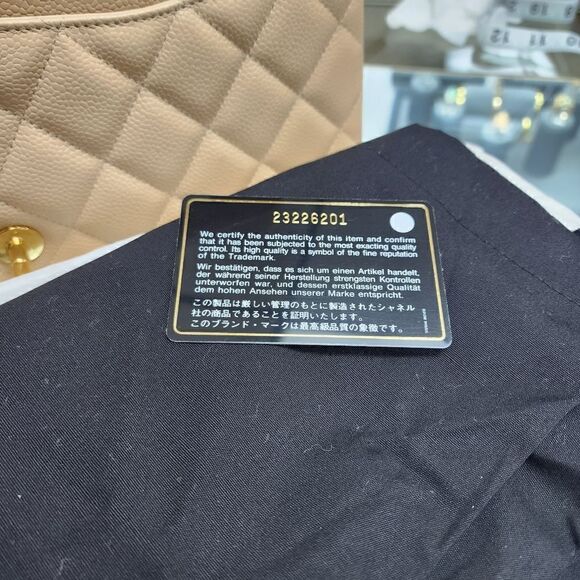 23226201
We certify the authenticity of this item and confirm
that it has been subjected to the most exacting quality
control. Its high quality is a symbol of the fine reputation
of the Trademark.
Wir bestätigen, dass es sich um einen Artikel handelt,
der während seiner Herstellung strengsten Kontrollen
unterworfen war, und dessen erstklassige Qualität
dem hohen Ansehen unserer Marke entspricht.
この製品は厳しい管理のもとに製造されたシャネル
社の商品であることを証明いたします。
このブランド・マークは最高級品質の象徴です。